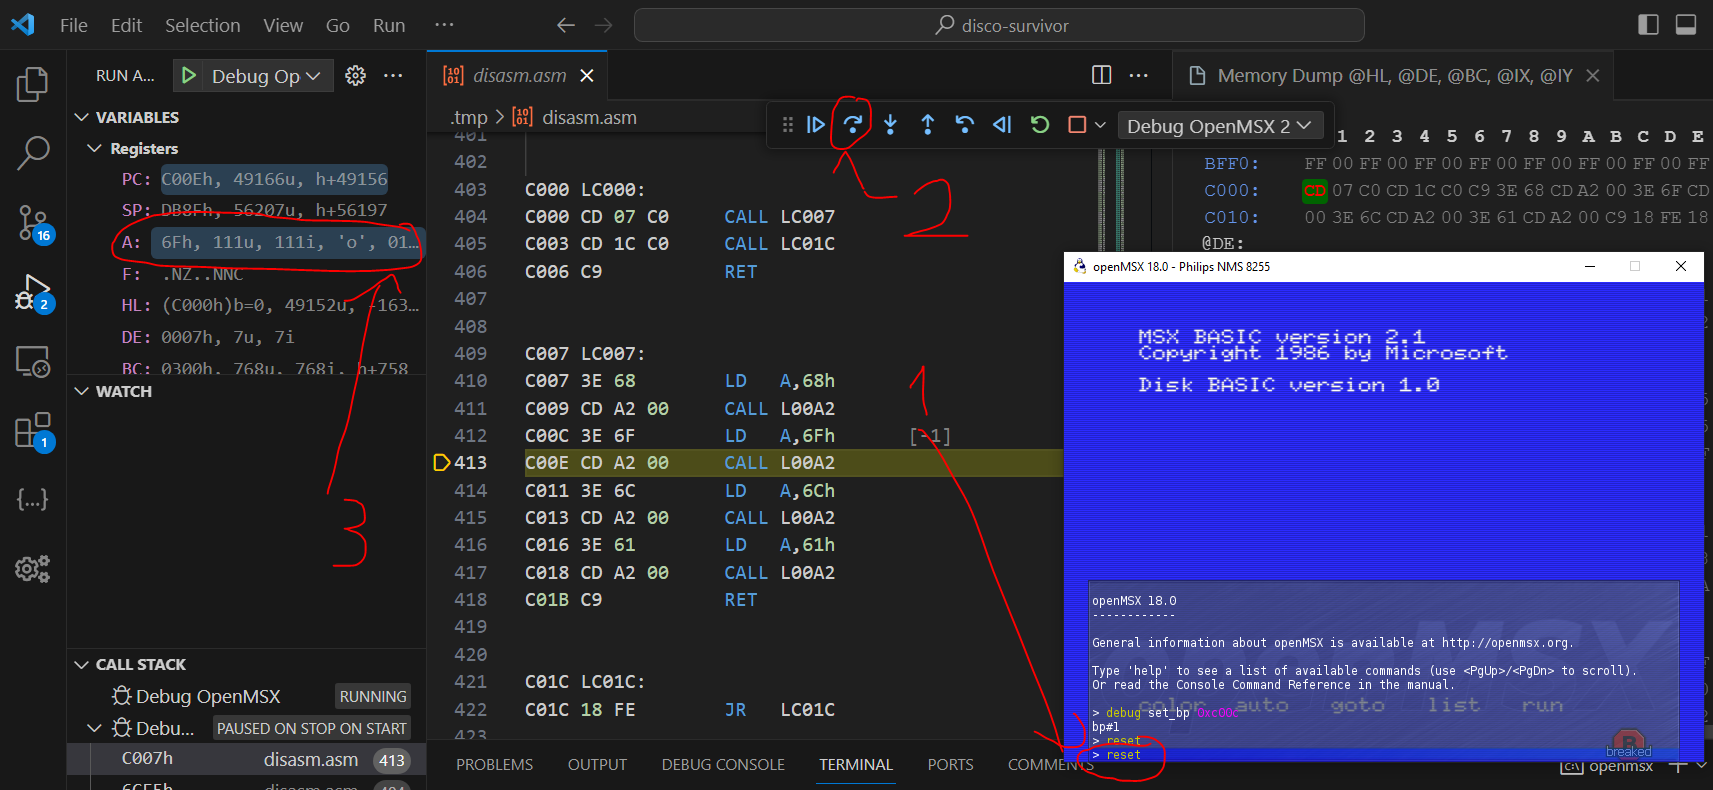 File Edit Selection View Go Run ···
disco-survivor
RUN A... Debug Op
VARIABLES
Registers
PC: C00Eh, 49166u, h+49156
SP: DB8Fh, 56207u, h+56197
A: 6Fh, 111u, 111i, 'o', 01...
F: .NZ..NNC
HL: (C000h)b=0, 49152u, -163...
DE: 0007h, 7u, 7i
BC: 0300h, 768u, 768i, h+758
WATCH
CALL STACK
Debug OpenMSX RUNNING
Debu... PAUSED ON STOP ON START
C007h disasm.asm 413
16
2
1
disasm.asm
.tmp > disasm.asm
Debug OpenMSX 2
401
402
403 C000 LC000:
404 C000 CD 07 C0 CALL LC007
405 C003 CD 1C C0 CALL LC01C
406 C006 C9 RET
407
408
409 C007 LC007:
410 C007 3E 68 LD A,68h
411 C009 CD A2 00 CALL L00A2
412 C00C 3E 6F LD A,6Fh [-1]
413 C00E CD A2 00 CALL L00A2
414 C011 3E 6C LD A,6Ch
415 C013 CD A2 00 CALL L00A2
416 C016 3E 61 LD A,61h
417 C018 CD A2 00 CALL L00A2
418 C01B C9 RET
419
420
421 C01C LC01C:
422 C01C 18 FE JR LC01C
423
1
2
3
PROBLEMS OUTPUT DEBUG CONSOLE TERMINAL PORTS COMMENTS
Memory Dump @HL, @DE, @BC, @IX, @IY
1 2 3 4 5 6 7 8 9 A B C D E
BFF0: FF 00 FF 00 FF 00 FF 00 FF 00 FF 00 FF 00 FF
C000: CD 07 C0 CD 1C C0 C9 3E 68 CD A2 00 3E 6F CD
C010: 00 3E 6C CD A2 00 3E 61 CD A2 00 C9 18 FE 18
@DE:
openMSX 18.0 - Philips NMS 8255
MSX BASIC version 2.1
Copyright 1986 by Microsoft
Disk BASIC version 1.0
openMSX 18.0
------------
General information about openMSX is available at http://openmsx.org.
Type 'help' to see a list of available commands (use <PgUp>/<PgDn> to scroll).
Or read the Console Command Reference in the manual.
color auto goto list run
> debug set_bp 0xc00c
bp#1
> reset
> reset
breaked
openmsx